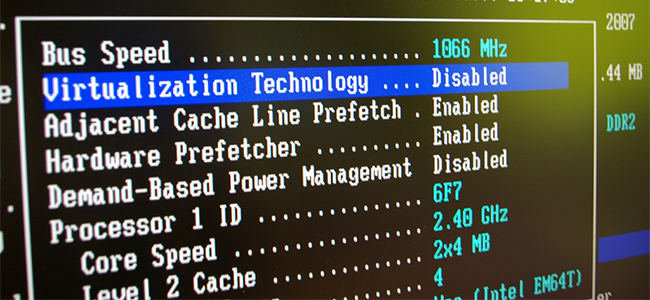 2007
Bus Speed ..................... 1066 MHz
Virtualization Technology .... Disabled
.44 MB
Adjacent Cache Line Prefetch . Enabled
Hardware Prefetcher .......... Enabled
DDR2
Demand-Based Power Management Disabled
Processor 1 ID ............... 6F7
Core Speed ................. 2.40 GHz
Level 2 Cache .............. 2x4 MB
4
(Intel EM64T)